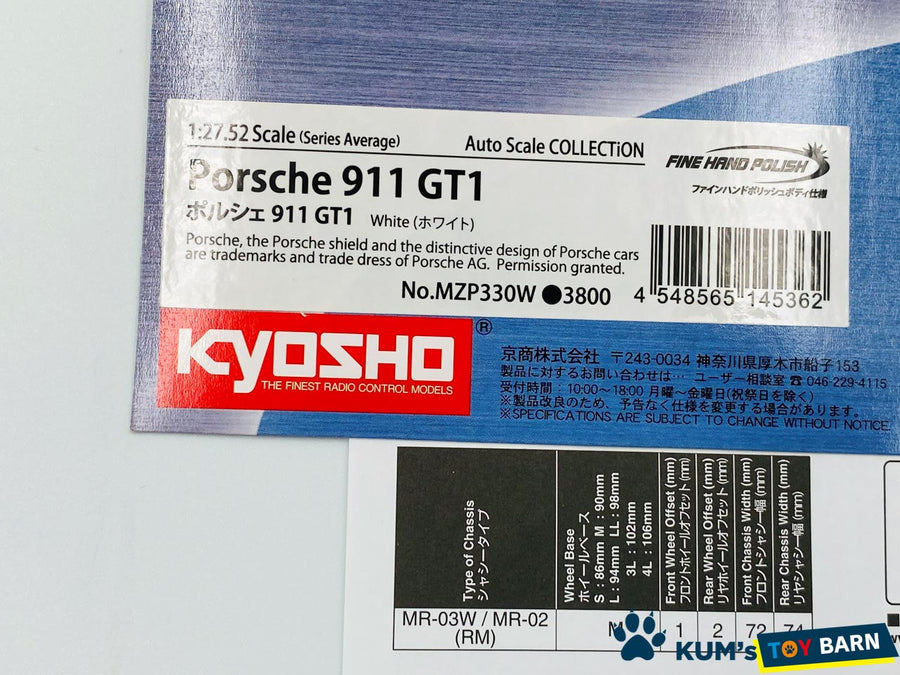 1:27.52 Scale (Series Average)
Auto Scale COLLECTiON
FINE HAND POLISH
ファインハンドポリッシュボディ仕様
Porsche 911 GT1
ポルシェ 911 GT1 White (ホワイト)
Porsche, the Porsche shield and the distinctive design of Porsche cars
are trademarks and trade dress of Porsche AG. Permission granted.
No.MZP330W ●3800
4 548565 145362
KYOSHO ®
THE FINEST RADIO CONTROL MODELS
京商株式会社 〒243-0034 神奈川県厚木市船子153
製品に対するお問い合わせは… ユーザー相談室 ☎ 046-229-4115
受付時間：10:00~18:00 月曜~金曜日(祝祭日を除く)
※製品改良のため、予告なく仕様を変更する場合があります。
※SPECIFICATIONS ARE SUBJECT TO CHANGE WITHOUT NOTICE.
Type of Chassis
シャシータイプ
Wheel Base
ホイールベース
S : 86mm M : 90mm
L : 94mm LL : 98mm
3L : 102mm
4L : 106mm
Front Wheel Offset (mm)
フロントホイールオフセット (mm)
Rear Wheel Offset (mm)
リヤホイールオフセット (mm)
Front Chassis Width (mm)
フロントシャシー幅 (mm)
Rear Chassis Width (mm)
リヤシャシー幅 (mm)
MR-03W / MR-02
(RM)
1 2 72 74
KUM's TOY BARN